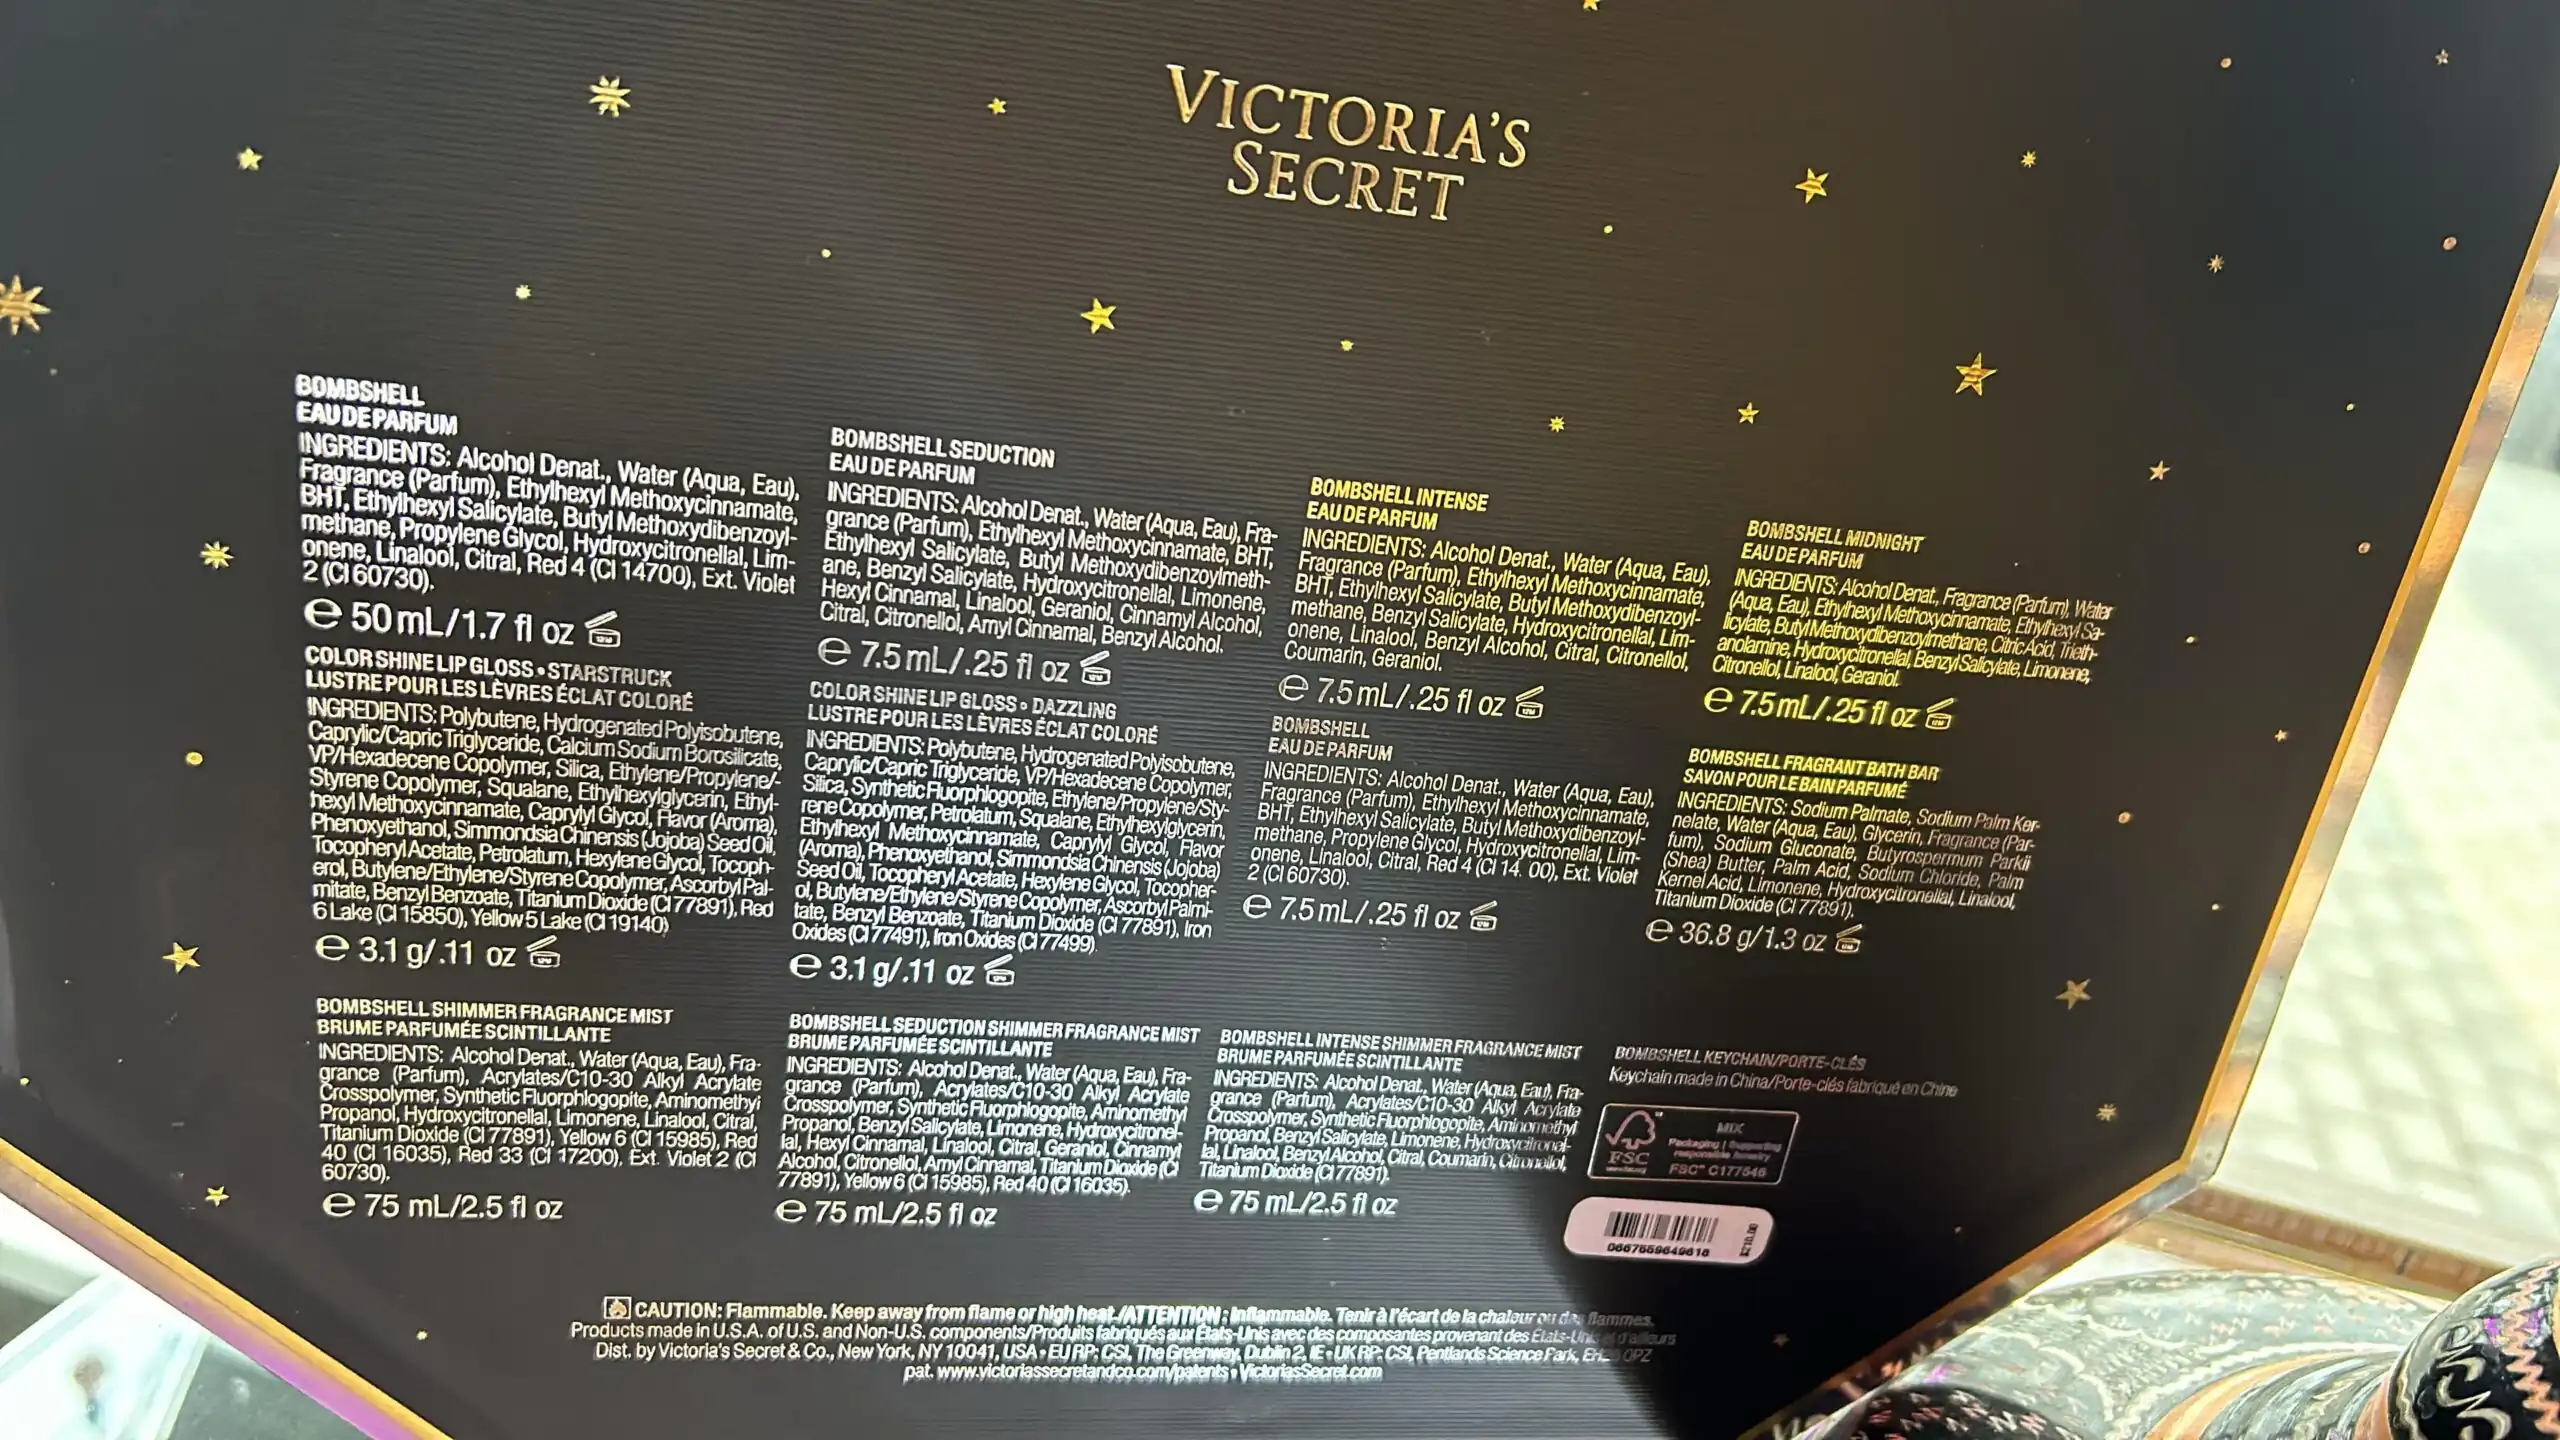 VICTORIA'S
SECRET
BOMBSHELL
EAU DE PARFUM
INGREDIENTS: Alcohol Denat., Water (Aqua, Eau),
Fragrance (Parfum), Ethylhexyl Methoxycinnamate,
BHT, Ethylhexyl Salicylate, Butyl Methoxydibenzoyl-
methane, Propylene Glycol, Hydroxycitronellal, Lim-
onene, Linalool, Citral, Red 4 (CI 14700), Ext. Violet
2 (CI 60730).
℮ 50 mL/1.7 fl oz 12M
COLOR SHINE LIP GLOSS • STARSTRUCK
LUSTRE POUR LES LÈVRES ÉCLAT COLORÉ
INGREDIENTS: Polybutene, Hydrogenated Polyisobutene,
Caprylic/Capric Triglyceride, Calcium Sodium Borosilicate,
VP/Hexadecene Copolymer, Silica, Ethylene/Propylene/-
Styrene Copolymer, Squalane, Ethylhexylglycerin, Ethyl-
hexyl Methoxycinnamate, Caprylyl Glycol, Flavor (Aroma),
Phenoxyethanol, Simmondsia Chinensis (Jojoba) Seed Oil,
Tocopheryl Acetate, Petrolatum, Hexylene Glycol, Tocoph-
erol, Butylene/Ethylene/Styrene Copolymer, Ascorbyl Pal-
mitate, Benzyl Benzoate, Titanium Dioxide (CI 77891), Red
6 Lake (CI 15850), Yellow 5 Lake (CI 19140)
℮ 3.1 g/.11 oz 12M
BOMBSHELL SHIMMER FRAGRANCE MIST
BRUME PARFUMÉE SCINTILLANTE
INGREDIENTS: Alcohol Denat., Water (Aqua, Eau), Fra-
grance (Parfum), Acrylates/C10-30 Alkyl Acrylate
Crosspolymer, Synthetic Fluorphlogopite, Aminomethyl
Propanol, Hydroxycitronellal, Limonene, Linalool, Citral,
Titanium Dioxide (CI 77891), Yellow 6 (CI 15985), Red
40 (CI 16035), Red 33 (CI 17200), Ext. Violet 2 (CI
60730).
℮ 75 mL/2.5 fl oz
BOMBSHELL SEDUCTION
EAU DE PARFUM
INGREDIENTS: Alcohol Denat., Water (Aqua, Eau), Fra-
grance (Parfum), Ethylhexyl Methoxycinnamate, BHT,
Ethylhexyl Salicylate, Butyl Methoxydibenzoylmeth-
ane, Benzyl Salicylate, Hydroxycitronellal, Limonene,
Hexyl Cinnamal, Linalool, Geraniol, Cinnamyl Alcohol,
Citral, Citronellol, Amyl Cinnamal, Benzyl Alcohol.
℮ 7.5 mL/.25 fl oz 12M
COLOR SHINE LIP GLOSS • DAZZLING
LUSTRE POUR LES LÈVRES ÉCLAT COLORÉ
INGREDIENTS: Polybutene, Hydrogenated Polyisobutene,
Caprylic/Capric Triglyceride, VP/Hexadecene Copolymer,
Silica, Synthetic Fluorphlogopite, Ethylene/Propylene/Sty-
rene Copolymer, Petrolatum, Squalane, Ethylhexylglycerin,
Ethylhexyl Methoxycinnamate, Caprylyl Glycol, Flavor
(Aroma), Phenoxyethanol, Simmondsia Chinensis (Jojoba)
Seed Oil, Tocopheryl Acetate, Hexylene Glycol, Tocopher-
ol, Butylene/Ethylene/Styrene Copolymer, Ascorbyl Palmi-
tate, Benzyl Benzoate, Titanium Dioxide (CI 77891), Iron
Oxides (CI 77491), Iron Oxides (CI 77499).
℮ 3.1 g/.11 oz 12M
BOMBSHELL SEDUCTION SHIMMER FRAGRANCE MIST
BRUME PARFUMÉE SCINTILLANTE
INGREDIENTS: Alcohol Denat., Water (Aqua, Eau), Fra-
grance (Parfum), Acrylates/C10-30 Alkyl Acrylate
Crosspolymer, Synthetic Fluorphlogopite, Aminomethyl
Propanol, Benzyl Salicylate, Limonene, Hydroxycitronel-
lal, Hexyl Cinnamal, Linalool, Citral, Geraniol, Cinnamyl
Alcohol, Citronellol, Amyl Cinnamal, Titanium Dioxide (CI
77891), Yellow 6 (CI 15985), Red 40 (CI 16035).
℮ 75 mL/2.5 fl oz
BOMBSHELL INTENSE
EAU DE PARFUM
INGREDIENTS: Alcohol Denat., Water (Aqua, Eau),
Fragrance (Parfum), Ethylhexyl Methoxycinnamate,
BHT, Ethylhexyl Salicylate, Butyl Methoxydibenzoyl-
methane, Benzyl Salicylate, Hydroxycitronellal, Lim-
onene, Linalool, Benzyl Alcohol, Citral, Citronellol,
Coumarin, Geraniol.
℮ 7.5 mL/.25 fl oz 12M
BOMBSHELL
EAU DE PARFUM
INGREDIENTS: Alcohol Denat., Water (Aqua, Eau),
Fragrance (Parfum), Ethylhexyl Methoxycinnamate,
BHT, Ethylhexyl Salicylate, Butyl Methoxydibenzoyl-
methane, Propylene Glycol, Hydroxycitronellal, Lim-
onene, Linalool, Citral, Red 4 (CI 14. 00), Ext. Violet
2 (CI 60730).
℮ 7.5 mL/.25 fl oz 12M
BOMBSHELL INTENSE SHIMMER FRAGRANCE MIST
BRUME PARFUMÉE SCINTILLANTE
INGREDIENTS: Alcohol Denat., Water (Aqua, Eau), Fra-
grance (Parfum), Acrylates/C10-30 Alkyl Acrylate
Crosspolymer, Synthetic Fluorphlogopite, Aminomethyl
Propanol, Benzyl Salicylate, Limonene, Hydroxycitronel-
lal, Linalool, Benzyl Alcohol, Citral, Coumarin, Citronellol,
Titanium Dioxide (CI 77891).
℮ 75 mL/2.5 fl oz
BOMBSHELL MIDNIGHT
EAU DE PARFUM
INGREDIENTS: Alcohol Denat., Fragrance (Parfum), Water
(Aqua, Eau), Ethylhexyl Methoxycinnamate, Ethylhexyl Sa-
licylate, Butyl Methoxydibenzoylmethane, Citric Acid, Trieth-
anolamine, Hydroxycitronellal, Benzyl Salicylate, Limonene,
Citronellol, Linalool, Geraniol.
℮ 7.5 mL/.25 fl oz 12M
BOMBSHELL FRAGRANT BATH BAR
SAVON POUR LE BAIN PARFUMÉ
INGREDIENTS: Sodium Palmate, Sodium Palm Ker-
nelate, Water (Aqua, Eau), Glycerin, Fragrance (Par-
fum), Sodium Gluconate, Butyrospermum Parkii
(Shea) Butter, Palm Acid, Sodium Chloride, Palm
Kernel Acid, Limonene, Hydroxycitronellal, Linalool,
Titanium Dioxide (CI 77891).
℮ 36.8 g/1.3 oz 12M
BOMBSHELL KEYCHAIN/PORTE-CLÉS
Keychain made in China/Porte-clés fabriqué en Chine
FSC
MIX
Packaging | Supporting
responsible forestry
FSC® C177546
0667559649618
$210.00
CAUTION: Flammable. Keep away from flame or high heat./ATTENTION : Inflammable. Tenir à l'écart de la chaleur ou des flammes.
Products made in U.S.A. of U.S. and Non-U.S. components/Produits fabriqués aux États-Unis avec des composantes provenant des États-Unis et d'ailleurs
Dist. by Victoria's Secret & Co., New York, NY 10041, USA • EU RP: CSI, The Greenway, Dublin 2, IE • UK RP: CSI, Pentlands Science Park, 0PZ
pat. www.victoriassecretandco.com/patents • VictoriasSecret.com